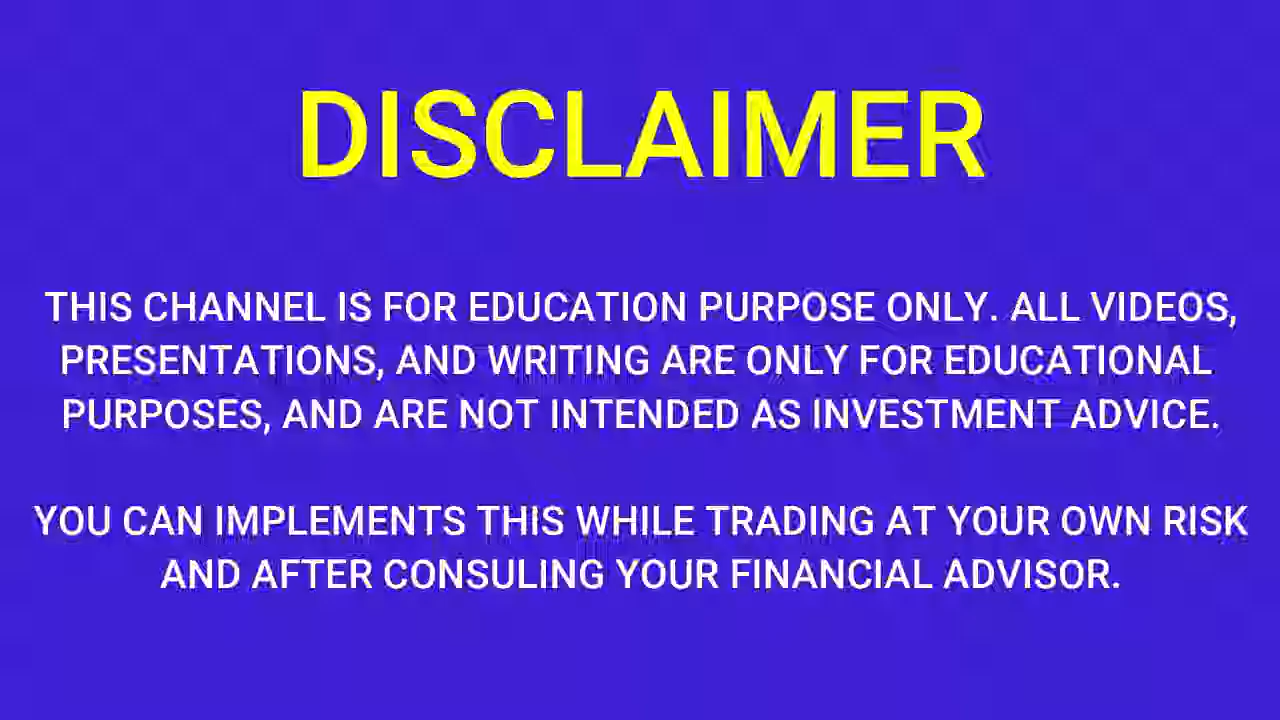 DISCLAIMER
THIS CHANNEL IS FOR EDUCATION PURPOSE ONLY. ALL VIDEOS,
PRESENTATIONS, AND WRITING ARE ONLY FOR EDUCATIONAL
PURPOSES, AND ARE NOT INTENDED AS INVESTMENT ADVICE.
YOU CAN IMPLEMENTS THIS WHILE TRADING AT YOUR OWN RISK
AND AFTER CONSULING YOUR FINANCIAL ADVISOR.